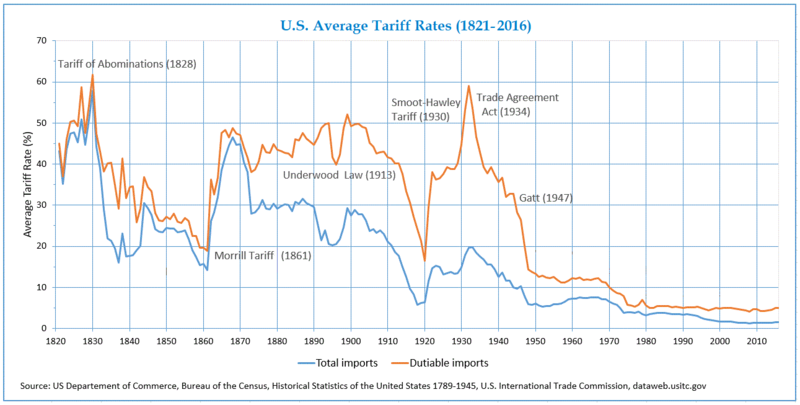 U.S. Average Tariff Rates (1821-2016)
Average Tariff Rate (%)
70
60
50
40
30
20
10
0
Tariff of Abominations (1828)
Smoot-Hawley
Tariff (1930)
Trade Agreement
Act (1934)
Underwood Law (1913)
Gatt (1947)
Morrill Tariff (1861)
1820 1830 1840 1850 1860 1870 1880 1890 1900 1910 1920 1930 1940 1950 1960 1970 1980 1990 2000 2010
Total imports Dutiable imports
Source: US Departement of Commerce, Bureau of the Census, Historical Statistics of the United States 1789-1945, U.S. International Trade Commission, dataweb.usitc.gov